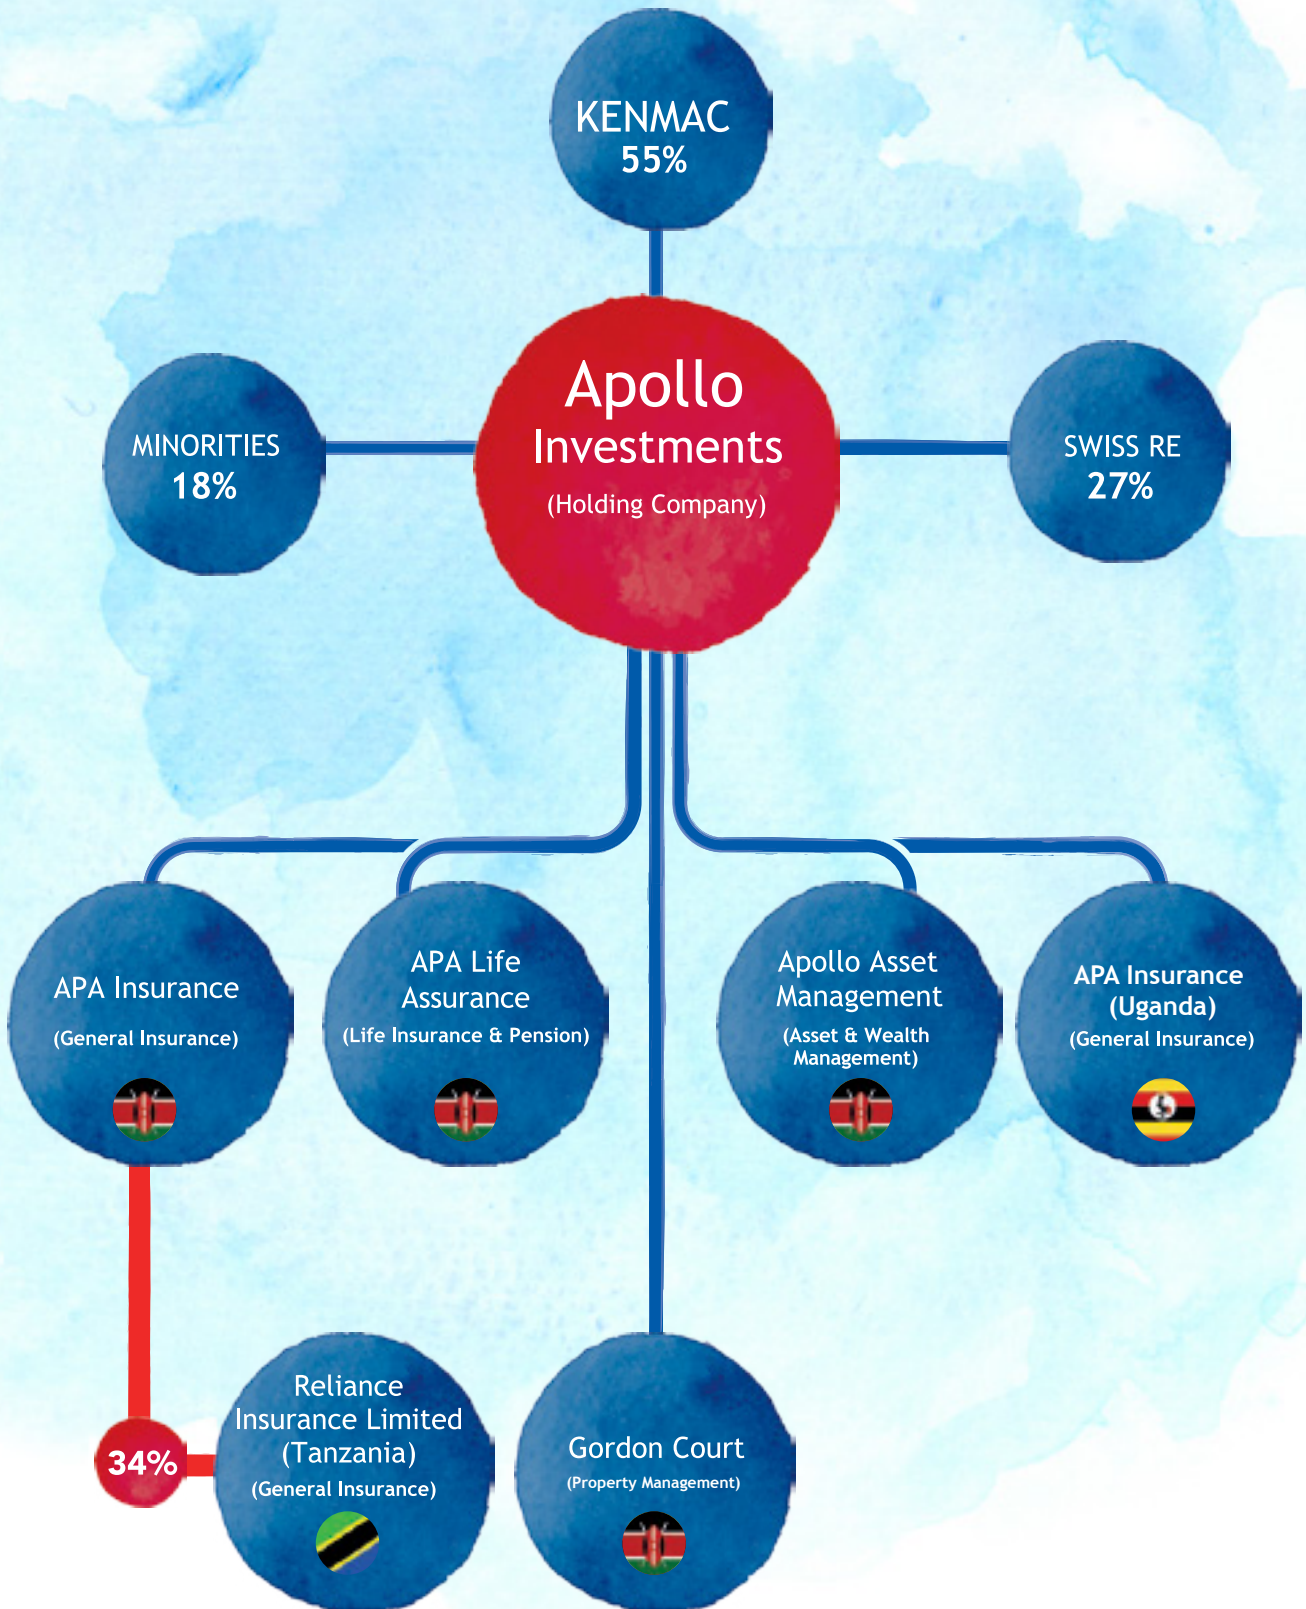 KENMAC
55%
Apollo
Investments
(Holding Company)
MINORITIES
18%
SWISS RE
27%
APA Insurance
(General Insurance)
APA Life
Assurance
(Life Insurance & Pension)
Apollo Asset
Management
(Asset & Wealth
Management)
APA Insurance
(Uganda)
(General Insurance)
34%
Reliance
Insurance Limited
(Tanzania)
(General Insurance)
Gordon Court
(Property Management)